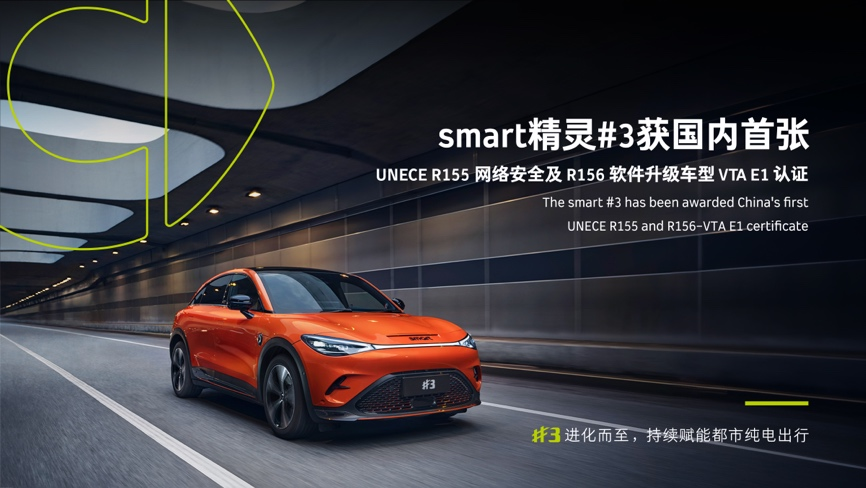 smart精灵#3获国内首张
UNECE R155 网络安全及 R156 软件升级车型 VTA E1 认证
The smart #3 has been awarded China's first
UNECE R155 and R156-VTA E1 certificate
smart
#3
#3 进化而至，持续赋能都市纯电出行